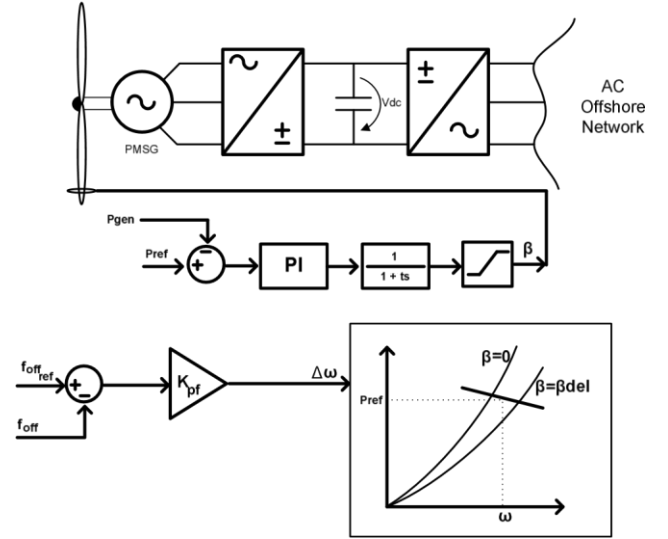 AC
Offshore
Network
Vdc
PMSG
Pgen
Pref
PI
1
1 + ts
β
f_off_ref
f_off
K_pf
Δω
β=0
β=βdel
Pref
ω